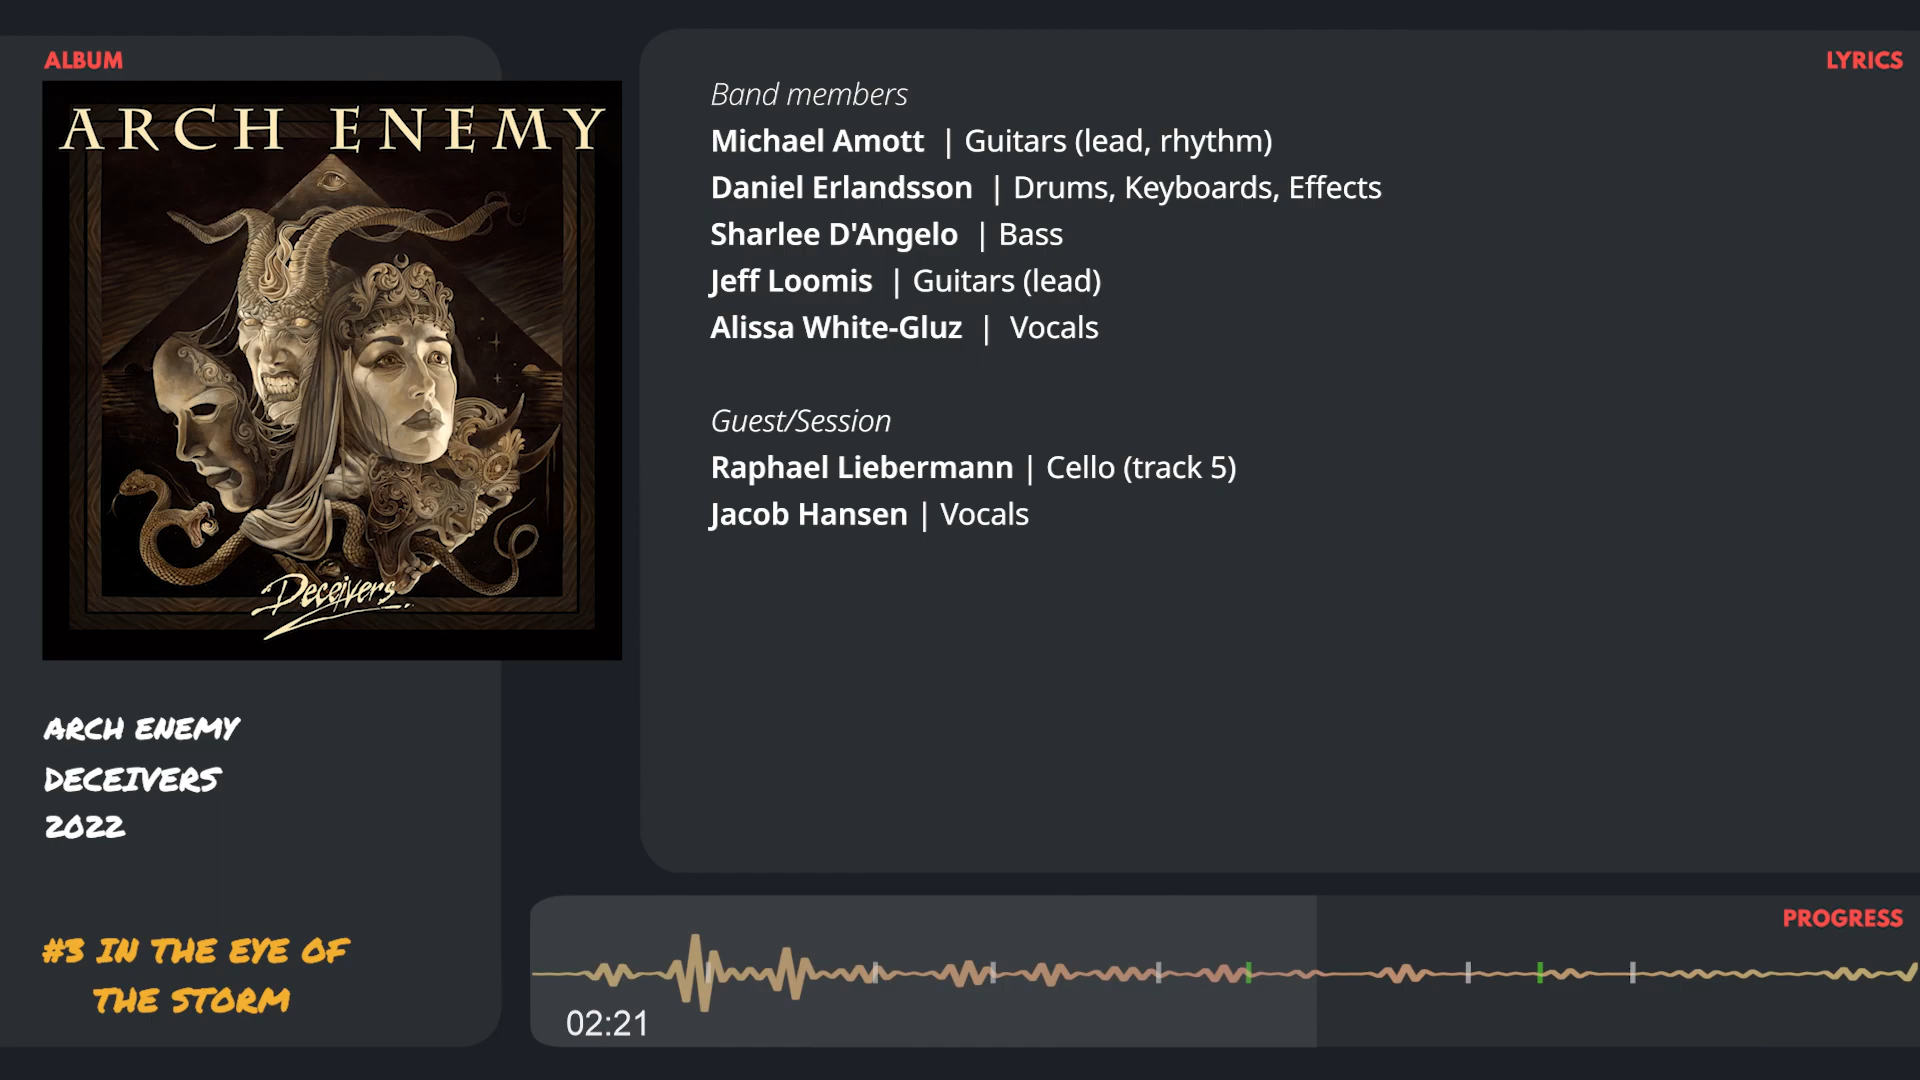 ALBUM
ARCH ENEMY
Deceivers
ARCH ENEMY
DECEIVERS
2022
#3 IN THE EYE OF
THE STORM
LYRICS
Band members
Michael Amott | Guitars (lead, rhythm)
Daniel Erlandsson | Drums, Keyboards, Effects
Sharlee D'Angelo | Bass
Jeff Loomis | Guitars (lead)
Alissa White-Gluz | Vocals
Guest/Session
Raphael Liebermann | Cello (track 5)
Jacob Hansen | Vocals
PROGRESS
02:21